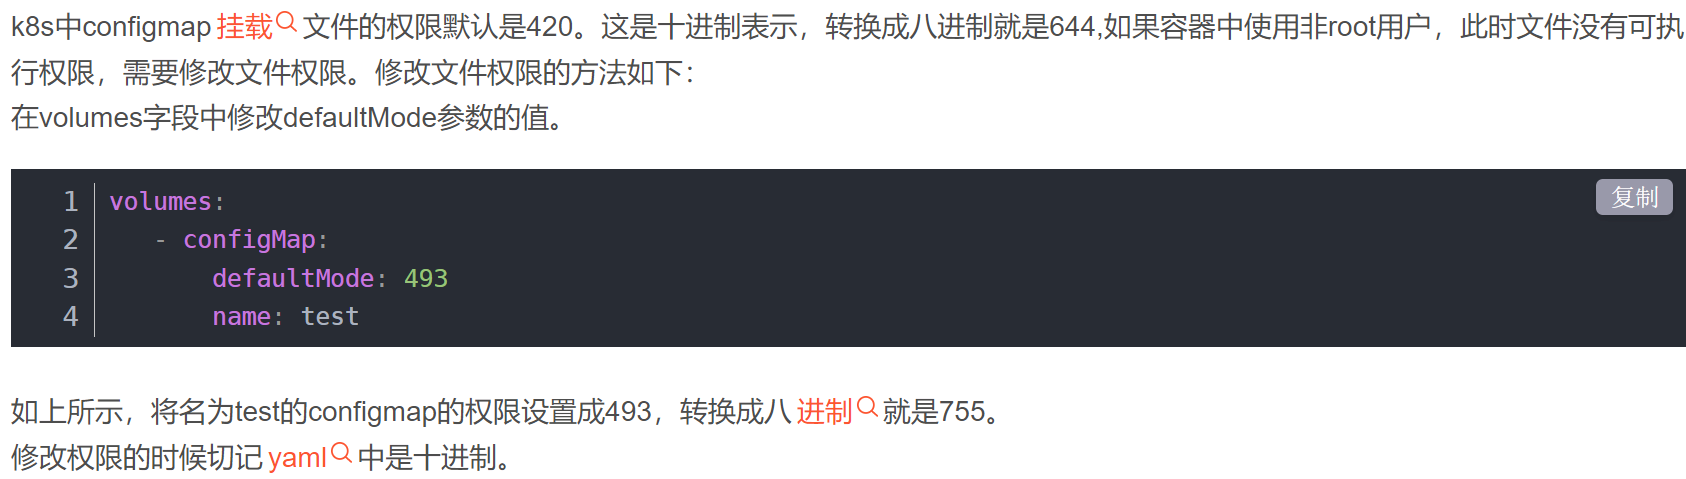 k8s中configmap 挂载 文件的权限默认是420。这是十进制表示，转换成八进制就是644,如果容器中使用非root用户，此时文件没有可执
行权限，需要修改文件权限。修改文件权限的方法如下：
在volumes字段中修改defaultMode参数的值。
复制
1 volumes:
2 - configMap:
3 defaultMode: 493
4 name: test
如上所示，将名为test的configmap的权限设置成493，转换成八 进制 就是755。
修改权限的时候切记 yaml 中是十进制。